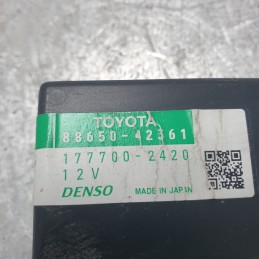 TOYOTA
88650-42361
177700-2420
12V
DENSO MADE IN JAPAN